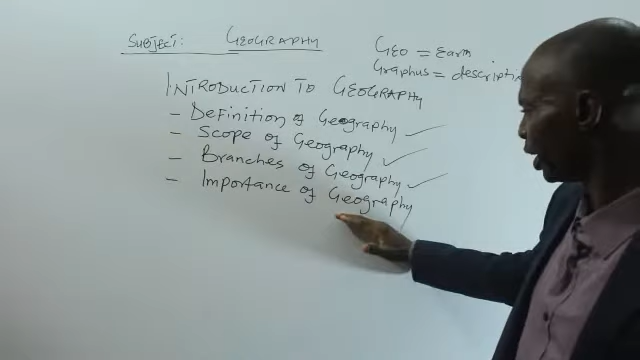 SUBJECT: GEOGRAPHY
GEO = Earth
Graphus = descripti
INTRODUCTION TO GEOGRAPHY
- Definition of Geography
- Scope of Geography
- Branches of Geography
- Importance of Geography